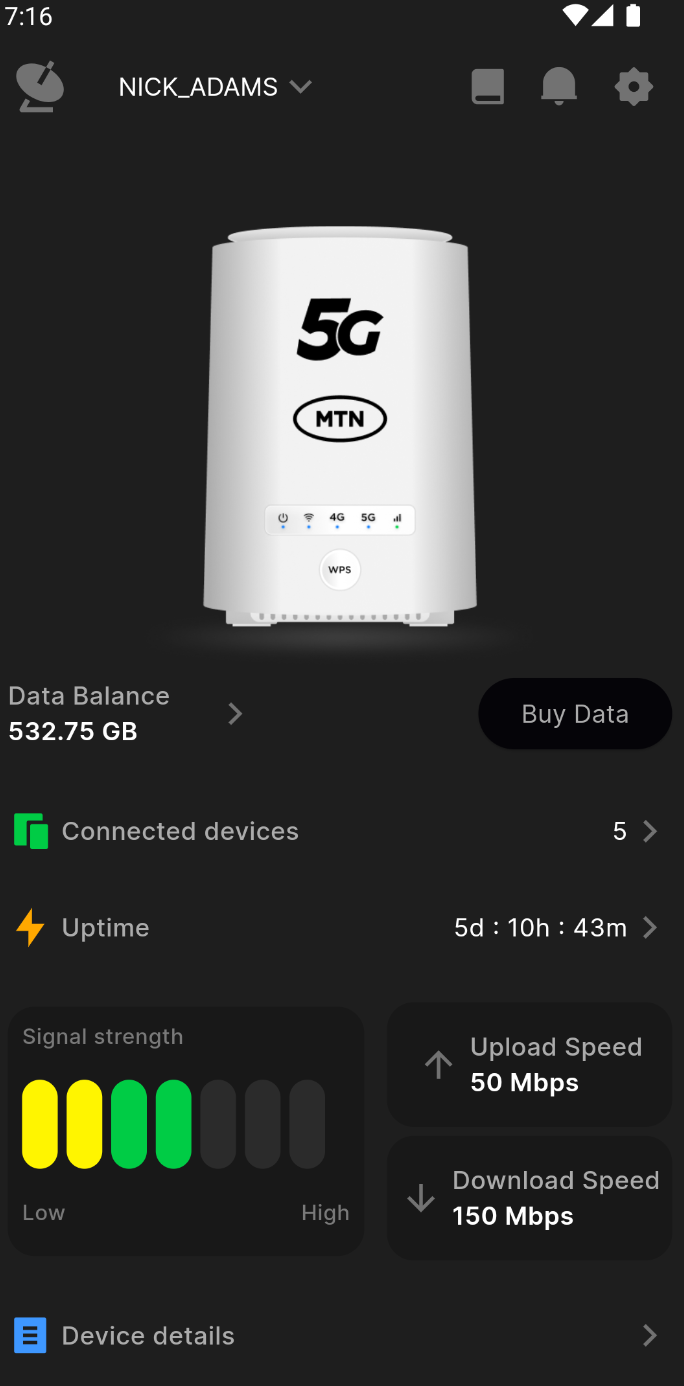 7:16
NICK_ADAMS
5G
MTN
4G 5G
WPS
Data Balance
532.75 GB
Buy Data
Connected devices 5
Uptime 5d : 10h : 43m
Signal strength
Low High
Upload Speed
50 Mbps
Download Speed
150 Mbps
Device details